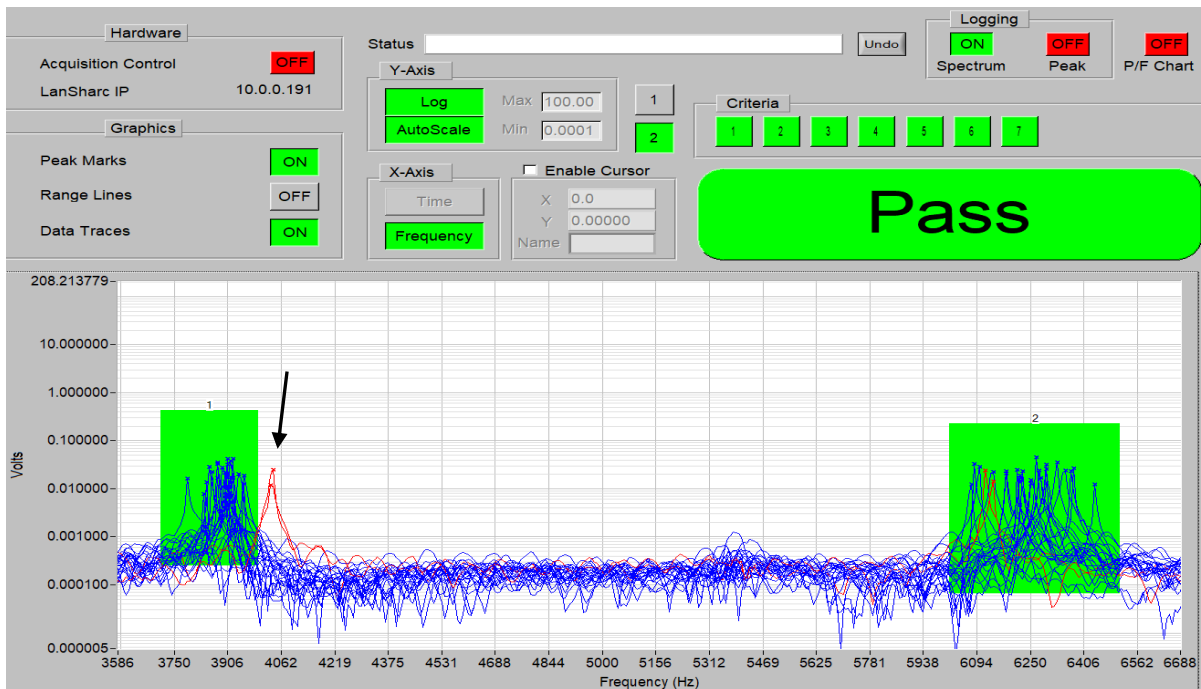 Hardware
Acquisition Control OFF
LanSharc IP 10.0.0.191
Graphics
Peak Marks ON
Range Lines OFF
Data Traces ON
Status Undo
Y-Axis
Log Max 100.00
AutoScale Min 0.0001
1
2
X-Axis
Time
Frequency
Enable Cursor
X 0.0
Y 0.00000
Name
Logging
ON OFF OFF
Spectrum Peak P/F Chart
Criteria
1 2 3 4 5 6 7
Pass
208.213779
10.000000
1.000000
0.100000
0.010000
0.001000
0.000100
0.000005
Volts
1
2
3586 3750 3906 4062 4219 4375 4531 4688 4844 5000 5156 5312 5469 5625 5781 5938 6094 6250 6406 6562 6688
Frequency (Hz)